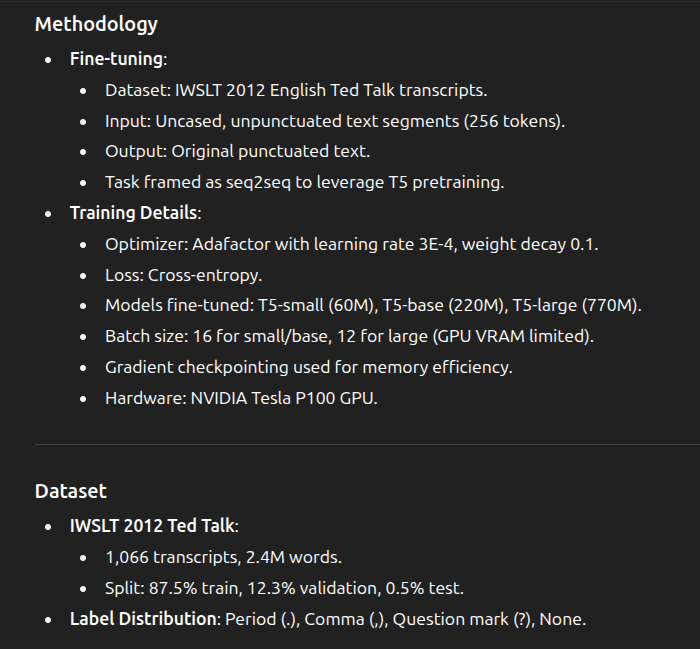 Methodology
• Fine-tuning:
• Dataset: IWSLT 2012 English Ted Talk transcripts.
• Input: Uncased, unpunctuated text segments (256 tokens).
• Output: Original punctuated text.
• Task framed as seq2seq to leverage T5 pretraining.
• Training Details:
• Optimizer: Adafactor with learning rate 3E-4, weight decay 0.1.
• Loss: Cross-entropy.
• Models fine-tuned: T5-small (60M), T5-base (220M), T5-large (770M).
• Batch size: 16 for small/base, 12 for large (GPU VRAM limited).
• Gradient checkpointing used for memory efficiency.
• Hardware: NVIDIA Tesla P100 GPU.
Dataset
• IWSLT 2012 Ted Talk:
• 1,066 transcripts, 2.4M words.
• Split: 87.5% train, 12.3% validation, 0.5% test.
• Label Distribution: Period (.), Comma (,), Question mark (?), None.